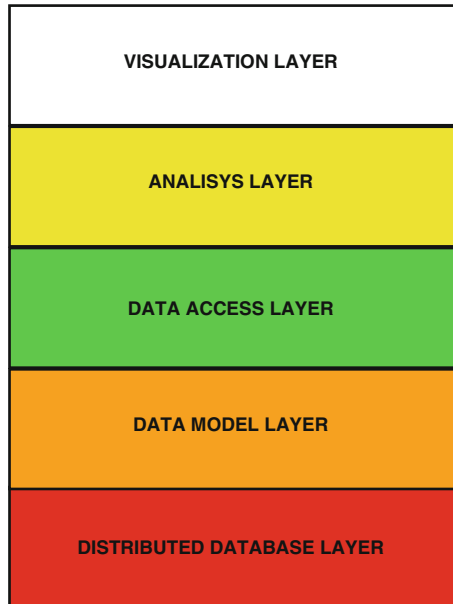 VISUALIZATION LAYER
ANALISYS LAYER
DATA ACCESS LAYER
DATA MODEL LAYER
DISTRIBUTED DATABASE LAYER